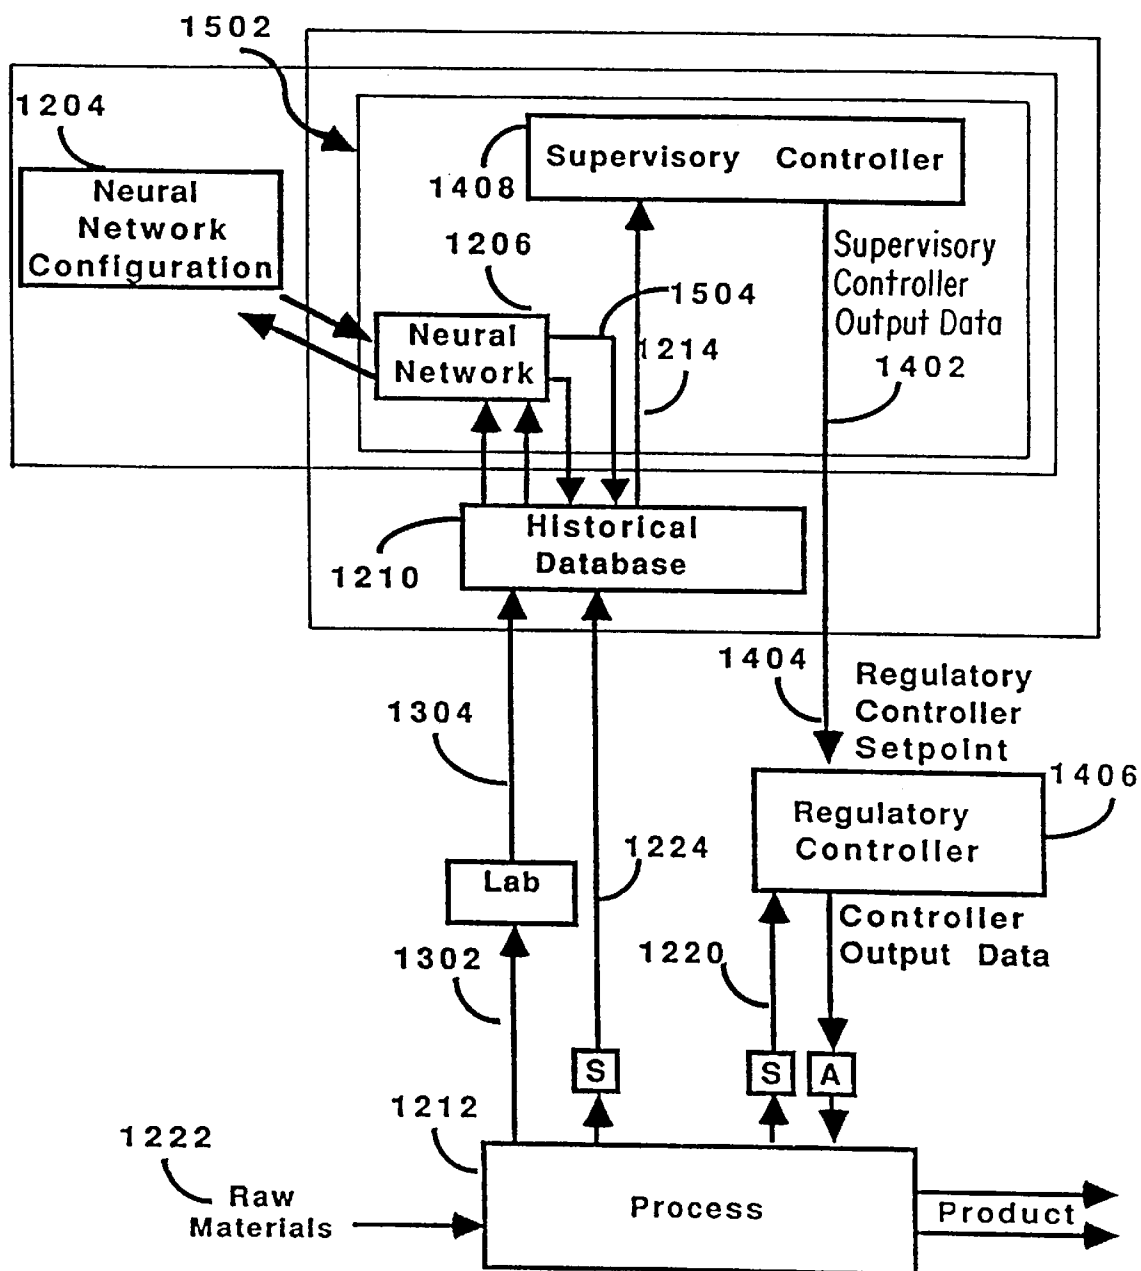 1502
1204
Neural
Network
Configuration
Supervisory Controller
1408
1206
1504
Supervisory
Controller
Output Data
Neural
Network
1214
1402
Historical
Database
1210
1404
Regulatory
Controller
Setpoint
1304
1406
Regulatory
Controller
1224
Lab
Controller
Output Data
1302
1220
S
S
A
1212
1222
Raw
Materials
Process
Product